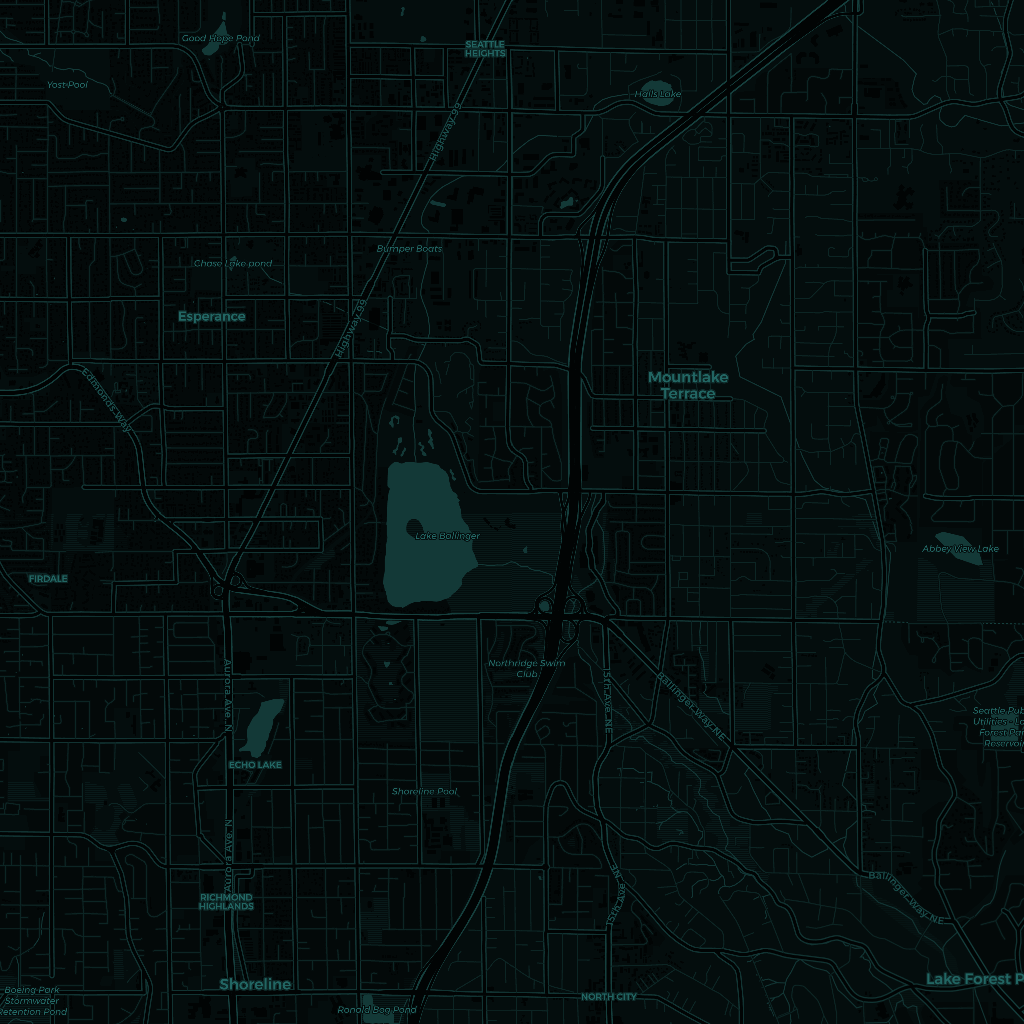 Good Hope Pond
SEATTLE
HEIGHTS
Yost Pool
Halls Lake
Highway 99
Bumper Boats
Chase Lake pond
Esperance
Highway 99
Edmonds Way
Mountlake
Terrace
Lake Ballinger
Abbey View Lake
FIRDALE
Northridge Swim
Club
Aurora Ave. N
15th Ave. NE
Ballinger Way NE
Seattle Pub
Utilities - La
Forest Par
Reservoi
ECHO LAKE
Shoreline Pool
Aurora Ave. N
15th Ave. NE
Ballinger Way NE
RICHMOND
HIGHLANDS
Shoreline
Lake Forest P
Boeing Park
Stormwater
Retention Pond
NORTH CITY
Ronald Bog Pond